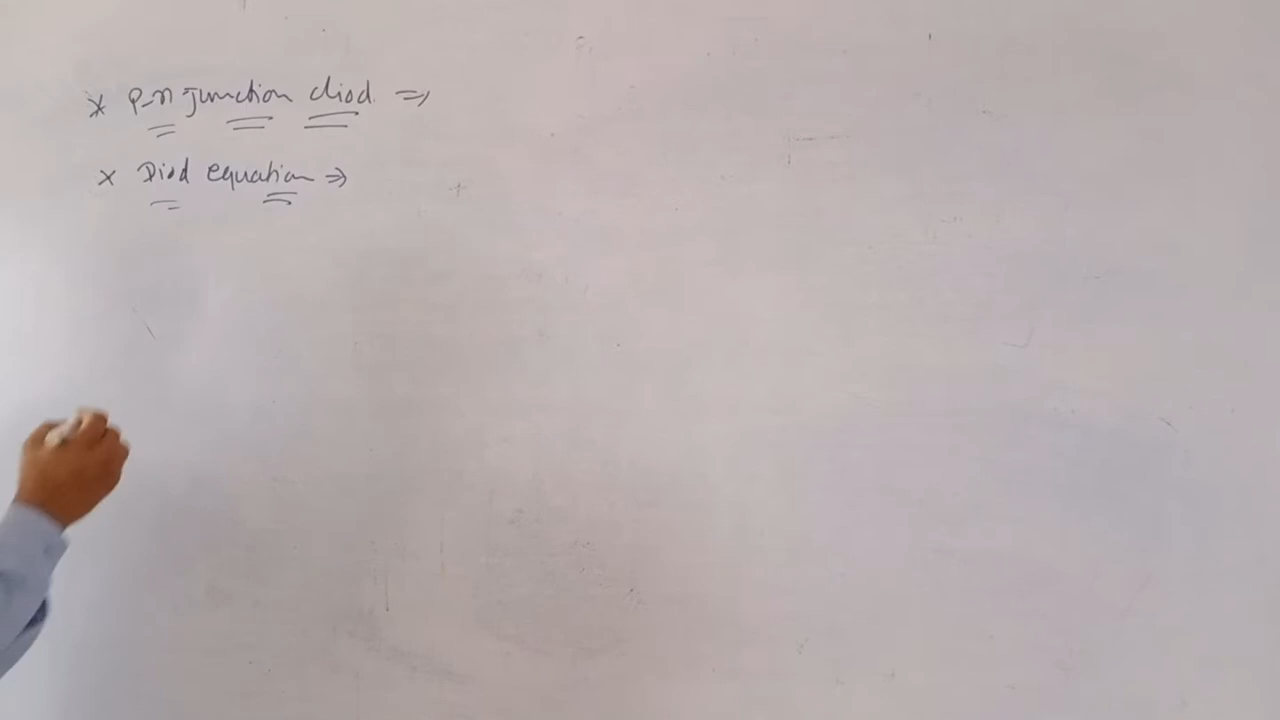 * P-n Junction diod ⇒
* Diod equation ⇒